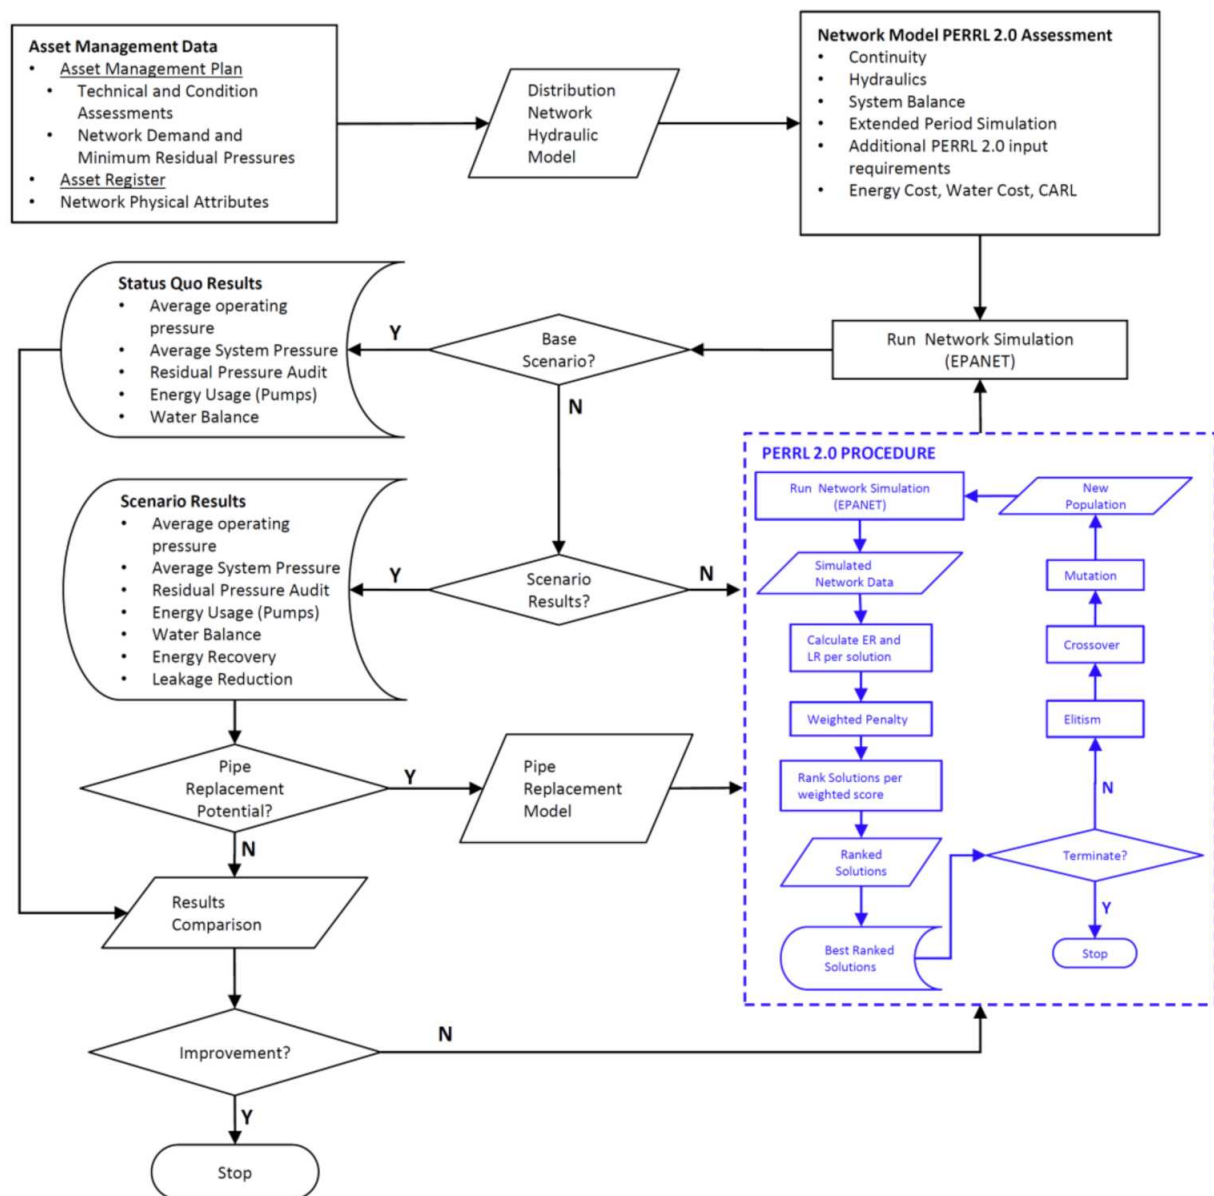 Asset Management Data
• Asset Management Plan
• Technical and Condition
Assessments
• Network Demand and
Minimum Residual Pressures
• Asset Register
• Network Physical Attributes
Distribution
Network
Hydraulic
Model
Network Model PERRL 2.0 Assessment
• Continuity
• Hydraulics
• System Balance
• Extended Period Simulation
• Additional PERRL 2.0 input
requirements
• Energy Cost, Water Cost, CARL
Status Quo Results
• Average operating
pressure
• Average System Pressure
• Residual Pressure Audit
• Energy Usage (Pumps)
• Water Balance
Y
Base
Scenario?
N
Run Network Simulation
(EPANET)
Scenario Results
• Average operating
pressure
• Average System Pressure
• Residual Pressure Audit
• Energy Usage (Pumps)
• Water Balance
• Energy Recovery
• Leakage Reduction
Y
Scenario
Results?
N
Pipe
Replacement
Potential?
Y
N
Pipe
Replacement
Model
Results
Comparison
Improvement?
N
Y
Stop
PERRL 2.0 PROCEDURE
Run Network Simulation
(EPANET)
Simulated
Network Data
Calculate ER and
LR per solution
Weighted Penalty
Rank Solutions per
weighted score
Ranked
Solutions
Best Ranked
Solutions
New
Population
Mutation
Crossover
Elitism
N
Terminate?
Y
Stop